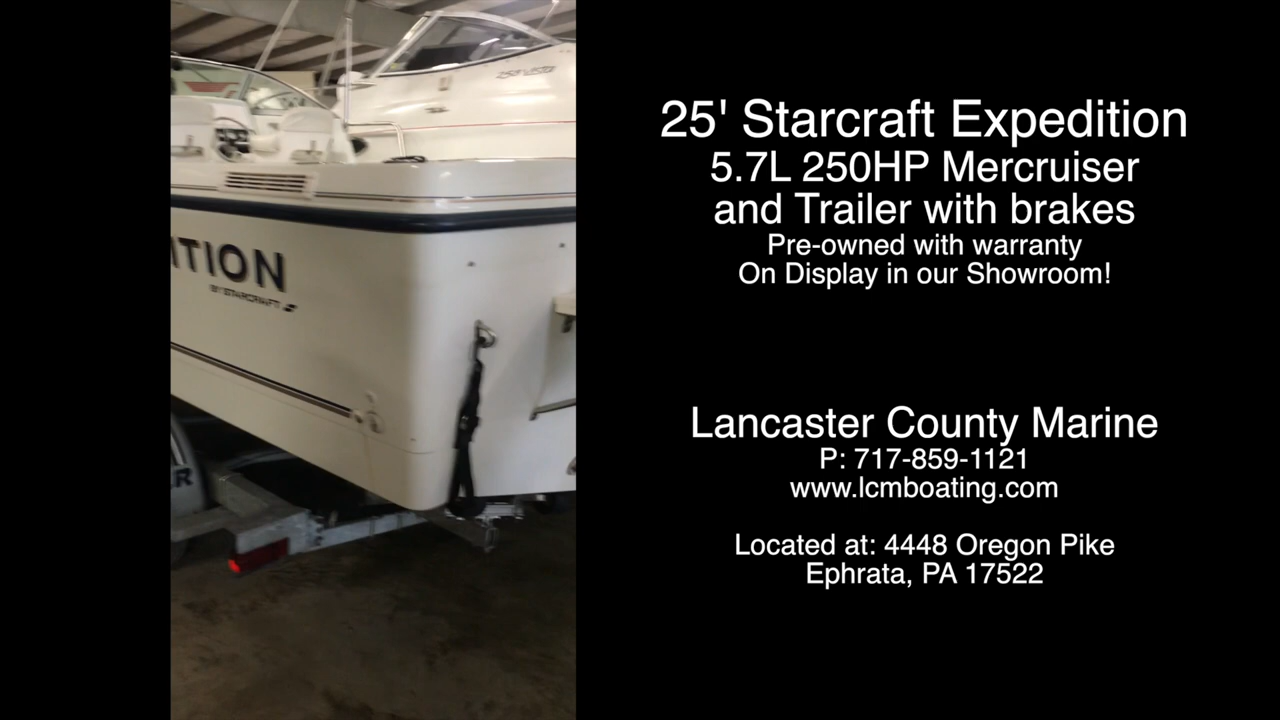 25' Starcraft Expedition
5.7L 250HP Mercruiser
and Trailer with brakes
Pre-owned with warranty
On Display in our Showroom!
Lancaster County Marine
P: 717-859-1121
www.lcmboating.com
Located at: 4448 Oregon Pike
Ephrata, PA 17522
ITION
BY STARCRAFT